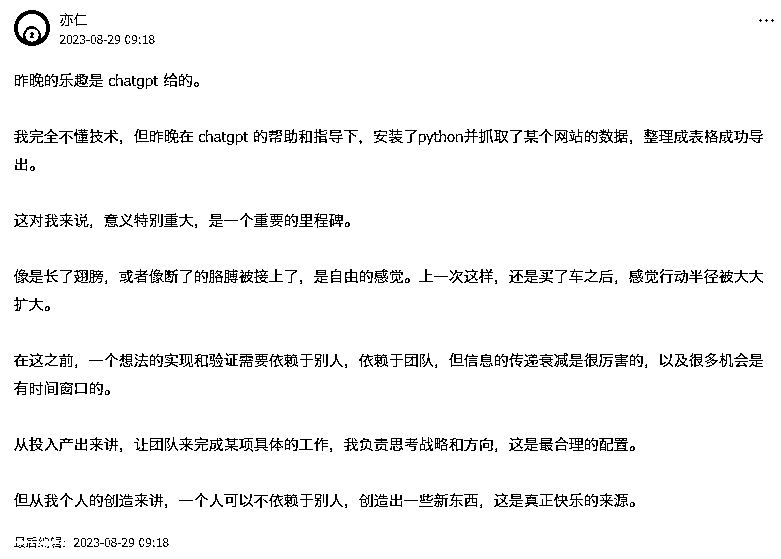 亦仁
2023-08-29 09:18
昨晚的乐趣是 chatgpt 给的。
我完全不懂技术，但昨晚在 chatgpt 的帮助和指导下，安装了python并抓取了某个网站的数据，整理成表格成功导
出。
这对我来说，意义特别重大，是一个重要的里程碑。
像是长了翅膀，或者像断了的胳膊被接上了，是自由的感觉。上一次这样，还是买了车之后，感觉行动半径被大大
扩大。
在这之前，一个想法的实现和验证需要依赖于别人，依赖于团队，但信息的传递衰减是很厉害的，以及很多机会是
有时间窗口的。
从投入产出来讲，让团队来完成某项具体的工作，我负责思考战略和方向，这是最合理的配置。
但从我个人的创造来讲，一个人可以不依赖于别人，创造出一些新东西，这是真正快乐的来源。
最后编辑：2023-08-29 09:18